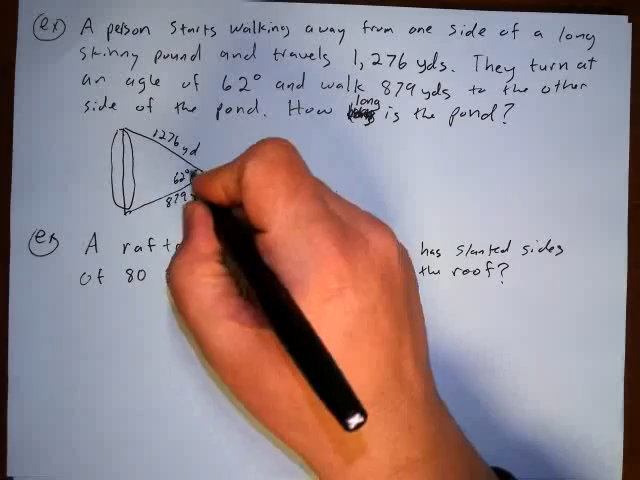 ex) A person starts walking away from one side of a long
skinny pound and travels 1,276 yds. They turn at
an agle of 62° and walk 879 yds to the other
side of the pond. How long is the pond?
1276 yd
62°
879
ex) A raft has slanted sides
of 80 the roof?